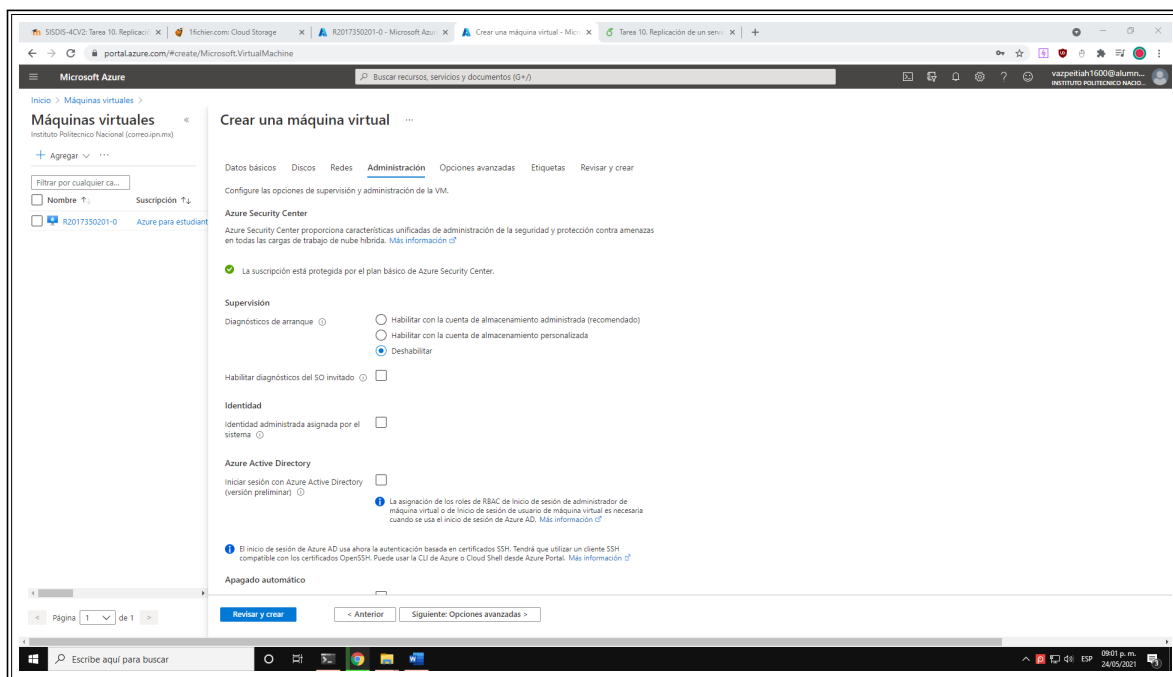 SISDIS-4CV2: Tarea 10. Replicació
1fichier.com: Cloud Storage
R2017350201-0 - Microsoft Azure
Crear una máquina virtual - Micr
Tarea 10. Replicación de un servi
portal.azure.com/#create/Microsoft.VirtualMachine
Microsoft Azure
Buscar recursos, servicios y documentos (G+/)
vazpeitiah1600@alumn...
INSTITUTO POLITECNICO NACIO...
Inicio > Máquinas virtuales >
Máquinas virtuales «
Instituto Politecnico Nacional (correo.ipn.mx)
+ Agregar ...
Filtrar por cualquier ca...
Nombre ↑↓ Suscripción ↑↓
R2017350201-0 Azure para estudiant
Página 1 de 1
Crear una máquina virtual ...
Datos básicos Discos Redes Administración Opciones avanzadas Etiquetas Revisar y crear
Configure las opciones de supervisión y administración de la VM.
Azure Security Center
Azure Security Center proporciona características unificadas de administración de la seguridad y protección contra amenazas
en todas las cargas de trabajo de nube híbrida. Más información
La suscripción está protegida por el plan básico de Azure Security Center.
Supervisión
Diagnósticos de arranque
Habilitar con la cuenta de almacenamiento administrada (recomendado)
Habilitar con la cuenta de almacenamiento personalizada
Deshabilitar
Habilitar diagnósticos del SO invitado
Identidad
Identidad administrada asignada por el
sistema
Azure Active Directory
Iniciar sesión con Azure Active Directory
(versión preliminar)
La asignación de los roles de RBAC de Inicio de sesión de administrador de
máquina virtual o de Inicio de sesión de usuario de máquina virtual es necesaria
cuando se usa el inicio de sesión de Azure AD. Más información
El inicio de sesión de Azure AD usa ahora la autenticación basada en certificados SSH. Tendrá que utilizar un cliente SSH
compatible con los certificados OpenSSH. Puede usar la CLI de Azure o Cloud Shell desde Azure Portal. Más información
Apagado automático
Revisar y crear < Anterior Siguiente: Opciones avanzadas >
Escribe aquí para buscar
ESP
09:01 p. m.
24/05/2021